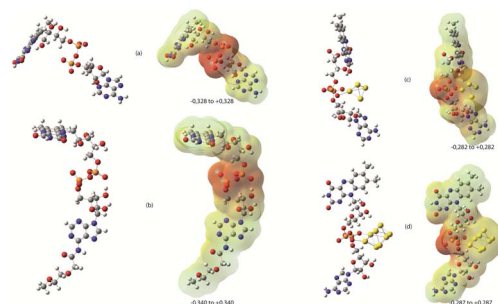 (a)
-0,328 to +0,328
(b)
-0,340 to +0,340
(c)
-0,282 to +0,282
(d)
-0,287 to +0,287